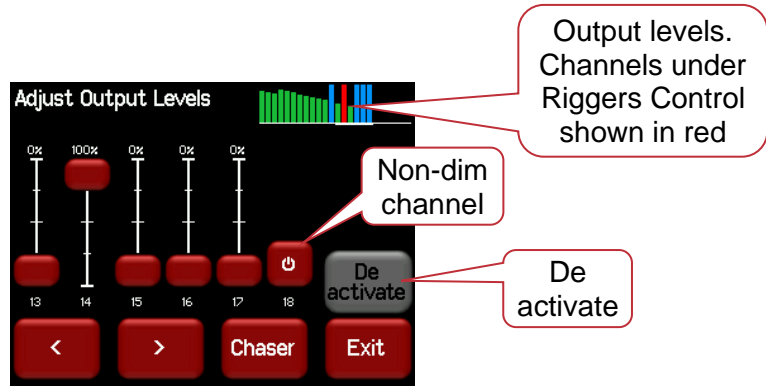 Output levels.
Channels under
Riggers Control
shown in red
Adjust Output Levels
0% 100% 0% 0% 0%
Non-dim
channel
De
activate
13 14 15 16 17 18
De
activate
< > Chaser Exit